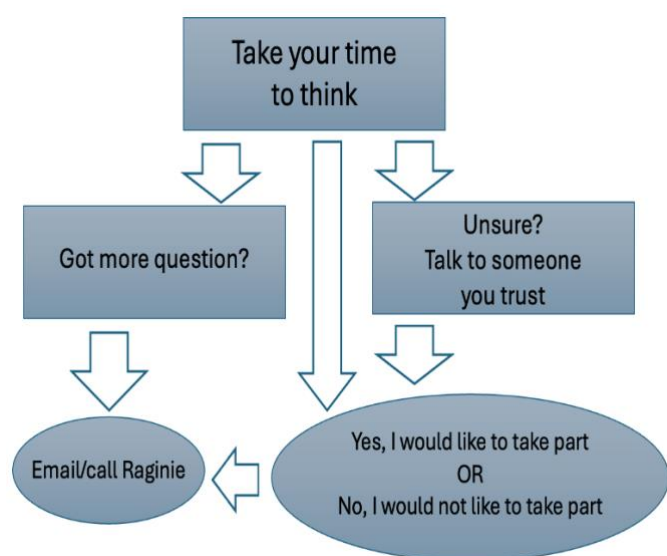 Take your time
to think
Got more question?
Unsure?
Talk to someone
you trust
Email/call Raginie
Yes, I would like to take part
OR
No, I would not like to take part